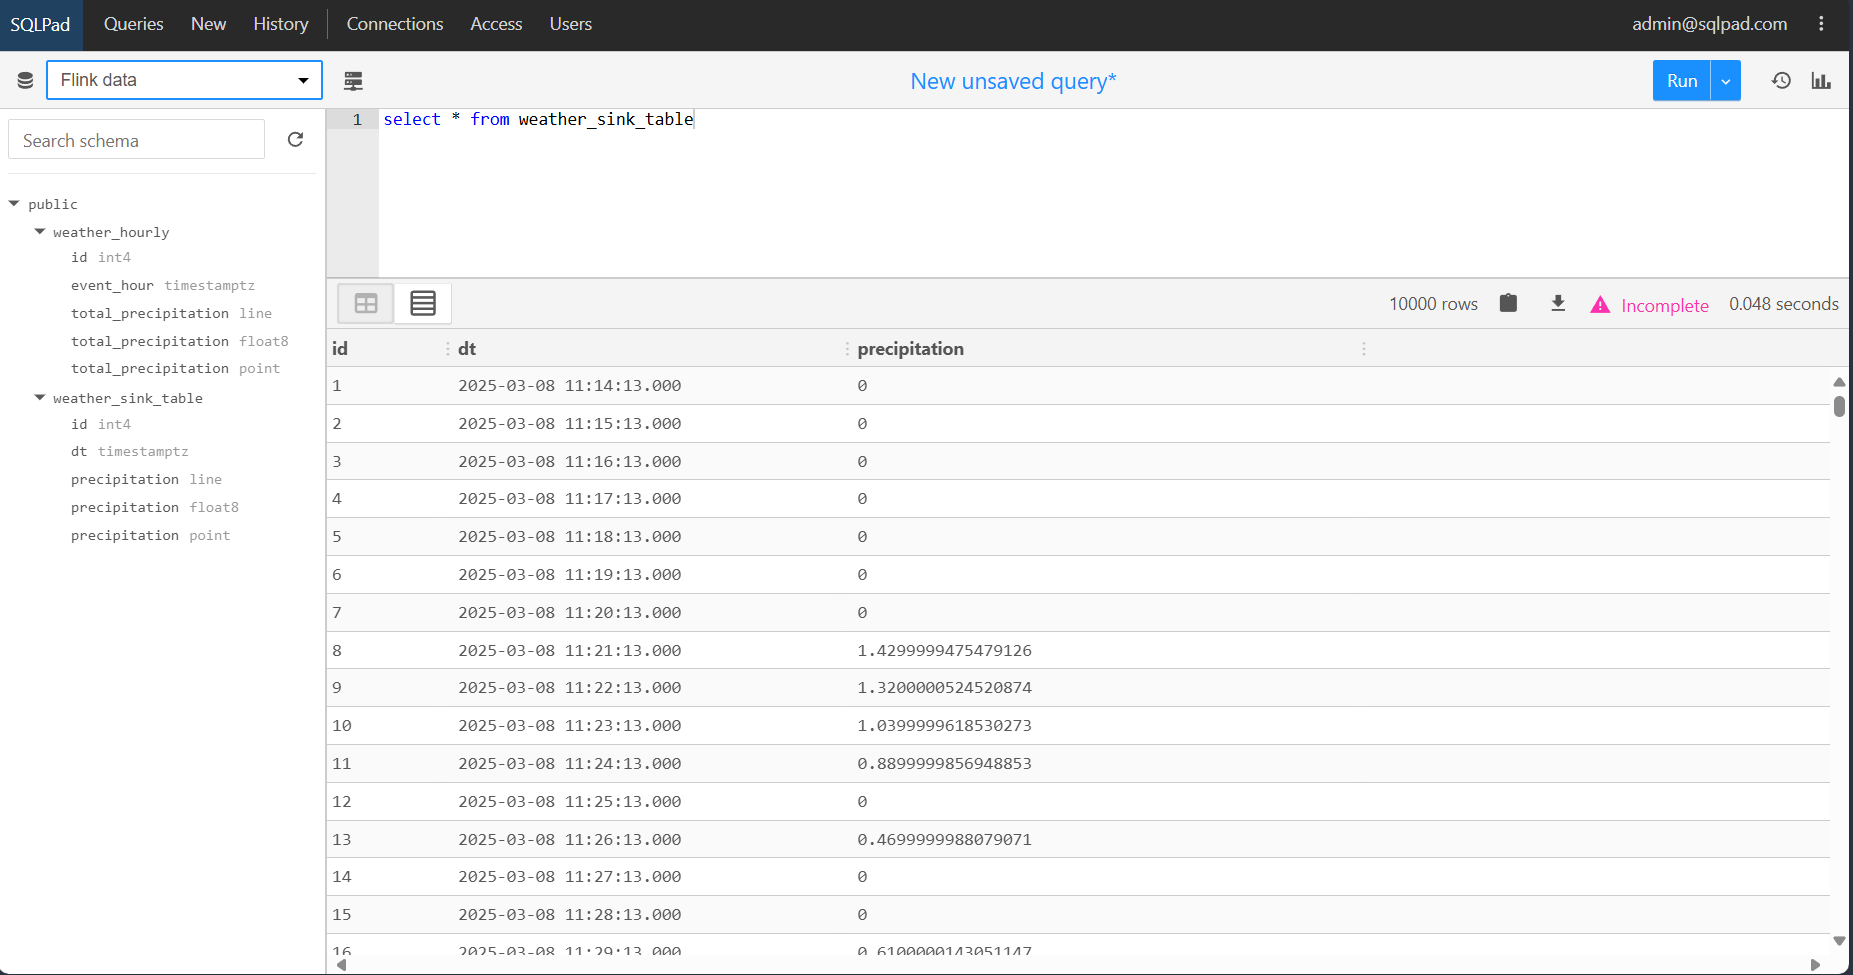 SQLPad Queries New History Connections Access Users admin@sqlpad.com
Flink data New unsaved query* Run
Search schema
public
weather_hourly
id int4
event_hour timestamptz
total_precipitation line
total_precipitation float8
total_precipitation point
weather_sink_table
id int4
dt timestamptz
precipitation line
precipitation float8
precipitation point
1 select * from weather_sink_table
10000 rows Incomplete 0.048 seconds
id dt precipitation
1 2025-03-08 11:14:13.000 0
2 2025-03-08 11:15:13.000 0
3 2025-03-08 11:16:13.000 0
4 2025-03-08 11:17:13.000 0
5 2025-03-08 11:18:13.000 0
6 2025-03-08 11:19:13.000 0
7 2025-03-08 11:20:13.000 0
8 2025-03-08 11:21:13.000 1.4299999475479126
9 2025-03-08 11:22:13.000 1.3200000524520874
10 2025-03-08 11:23:13.000 1.0399999618530273
11 2025-03-08 11:24:13.000 0.8899999856948853
12 2025-03-08 11:25:13.000 0
13 2025-03-08 11:26:13.000 0.4699999988079071
14 2025-03-08 11:27:13.000 0
15 2025-03-08 11:28:13.000 0
16 2025-03-08 11:29:13.000 0.6100000143051147